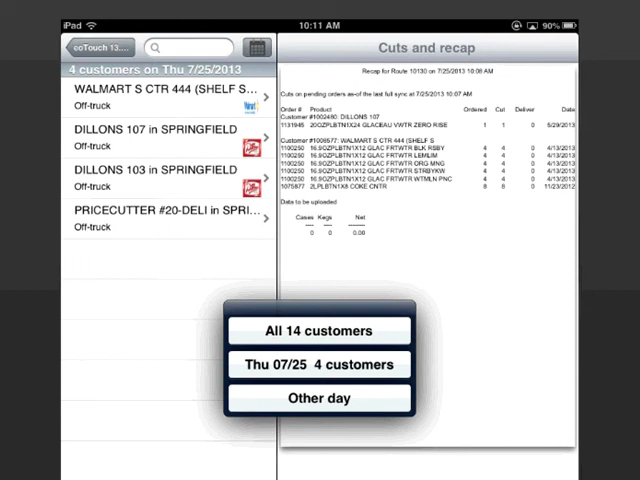 iPad
10:11 AM
90%
eoTouch 13....
Cuts and recap
4 customers on Thu 7/25/2013
WALMART S CTR 444 (SHELF S...
Off-truck
DILLONS 107 in SPRINGFIELD
Off-truck
DILLONS 103 in SPRINGFIELD
Off-truck
PRICECUTTER #20-DELI in SPRI...
Off-truck
Recap for Route 10130 on 7/25/2013 10:08 AM
Cuts on pending orders as-of the last full sync at 7/25/2013 10:07 AM
Order # Product Ordered Cut Deliver Date
Customer #1002460: DILLONS 107
1131945 20OZPLBTN1X24 GLACEAU VWTR ZERO RISE 1 1 0 5/29/2013
Customer #1008577: WALMART S CTR 444 (SHELF S
1100250 16.9OZPLBTN1X12 GLAC FRTWTR BLK RSBY 4 4 0 4/13/2013
1100250 16.9OZPLBTN1X12 GLAC FRTWTR LEMLIM 4 4 0 4/13/2013
1100250 16.9OZPLBTN1X12 GLAC FRTWTR ORG MNG 4 4 0 4/13/2013
1100250 16.9OZPLBTN1X12 GLAC FRTWTR STRBYKW 4 4 0 4/13/2013
1100250 16.9OZPLBTN1X12 GLAC FRTWTR WTMLN PNC 4 4 0 4/13/2013
1075877 2LPLBTN1X8 COKE CNTR 8 8 0 11/23/2012
Data to be uploaded
Cases Kegs Net
---- ---- --------
0 0 0.00
All 14 customers
Thu 07/25 4 customers
Other day